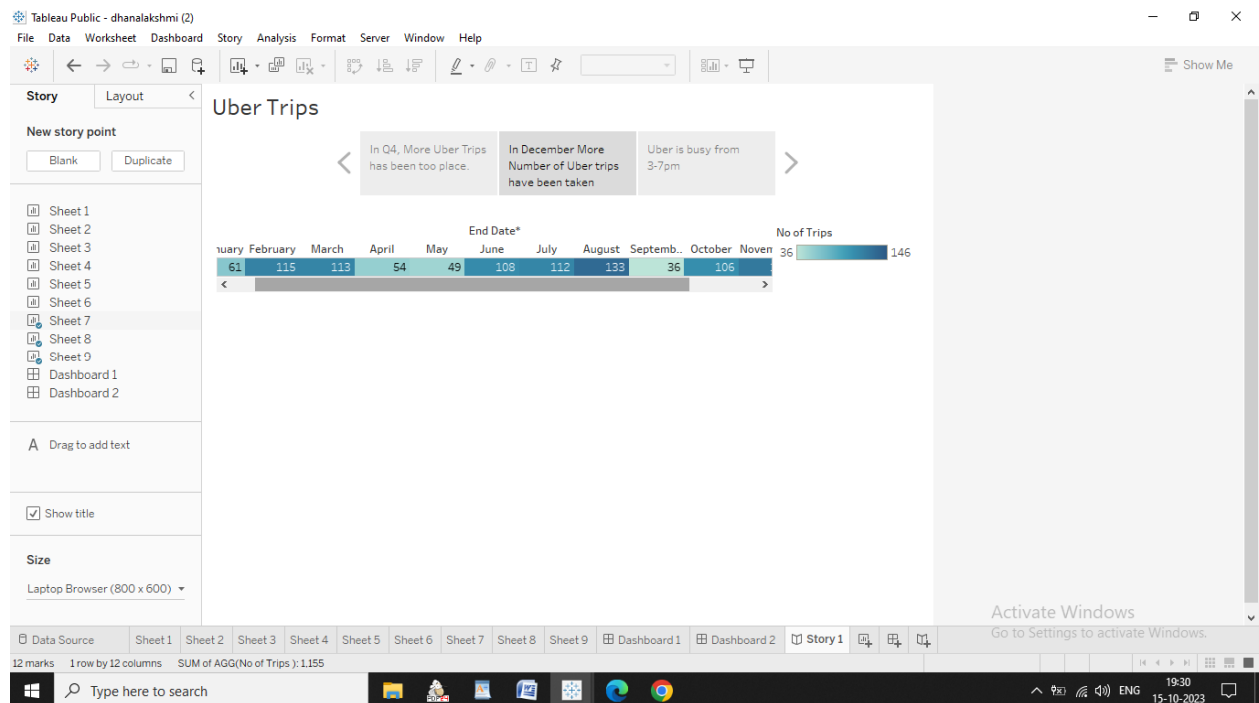 Tableau Public - dhanalakshmi (2)
File Data Worksheet Dashboard Story Analysis Format Server Window Help
Show Me
Story Layout
New story point
Blank Duplicate
Sheet 1
Sheet 2
Sheet 3
Sheet 4
Sheet 5
Sheet 6
Sheet 7
Sheet 8
Sheet 9
Dashboard 1
Dashboard 2
A Drag to add text
Show title
Size
Laptop Browser (800 x 600)
Uber Trips
In Q4, More Uber Trips
has been too place.
In December More
Number of Uber trips
have been taken
Uber is busy from
3-7pm
End Date*
nuary February March April May June July August Septemb.. October Novem
61 115 113 54 49 108 112 133 36 106
No of Trips
36 146
Activate Windows
Go to Settings to activate Windows.
Data Source Sheet 1 Sheet 2 Sheet 3 Sheet 4 Sheet 5 Sheet 6 Sheet 7 Sheet 8 Sheet 9 Dashboard 1 Dashboard 2 Story 1
12 marks 1 row by 12 columns SUM of AGG(No of Trips ): 1,155
Type here to search
ENG
19:30
15-10-2023